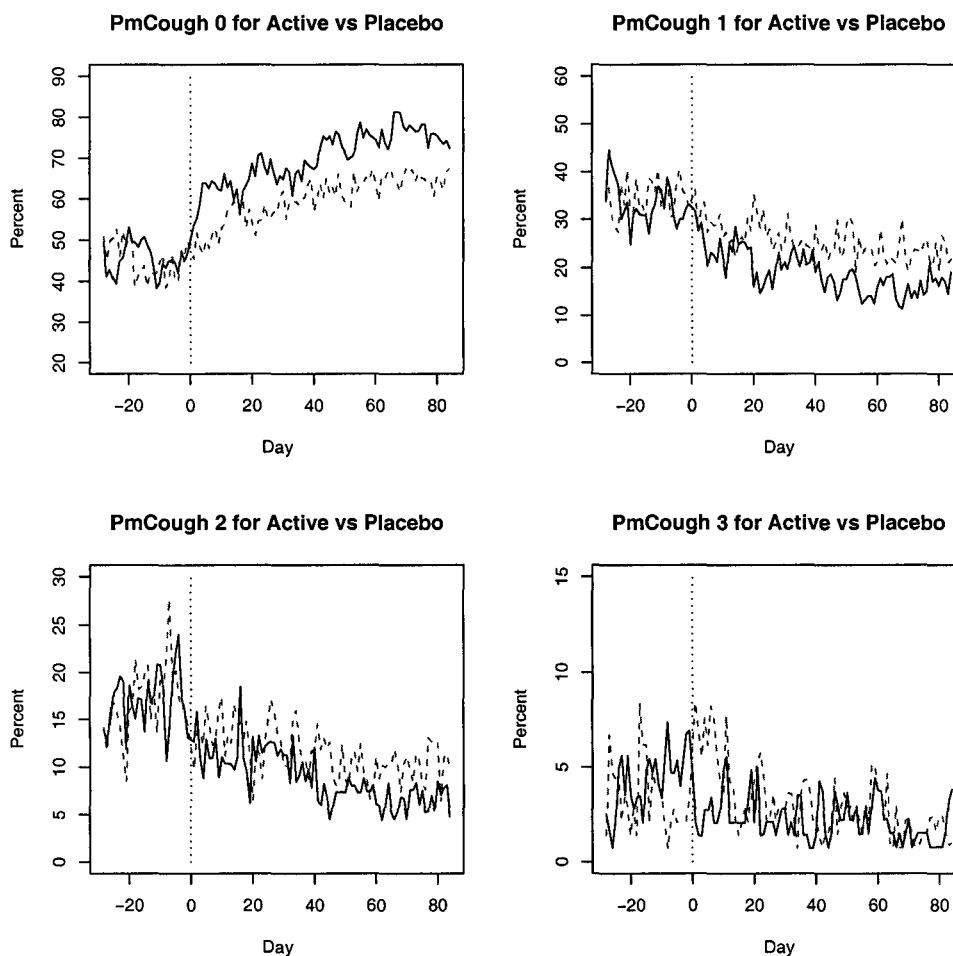 PmCough 0 for Active vs Placebo
Percent
90
80
70
60
50
40
30
20
−20 0 20 40 60 80
Day
PmCough 1 for Active vs Placebo
Percent
60
50
40
30
20
10
0
−20 0 20 40 60 80
Day
PmCough 2 for Active vs Placebo
Percent
30
25
20
15
10
5
0
−20 0 20 40 60 80
Day
PmCough 3 for Active vs Placebo
Percent
15
10
5
0
−20 0 20 40 60 80
Day